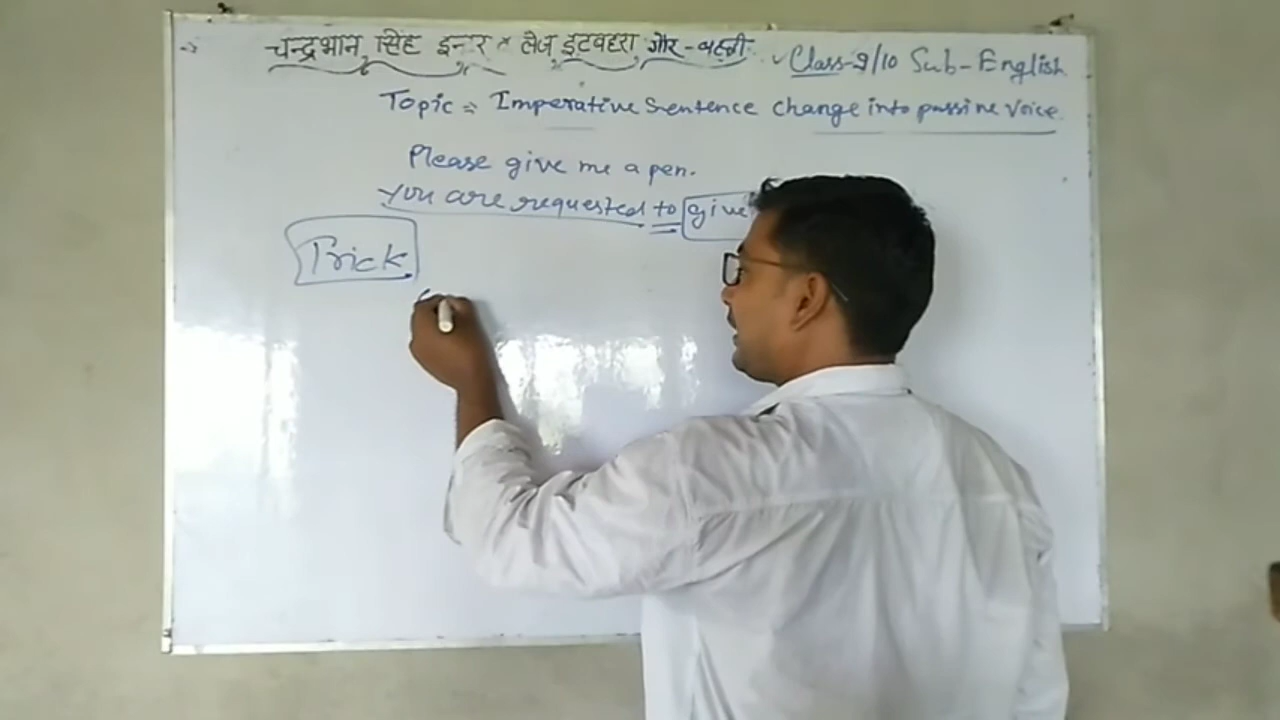 चन्द्रभान सिंह इन्टर लेज इटवहरा गौर-बस्ती
Class-9/10 Sub-English
Topic = Imperative Sentence change into passive Voice.
Please give me a pen.
You are requested to give
Trick